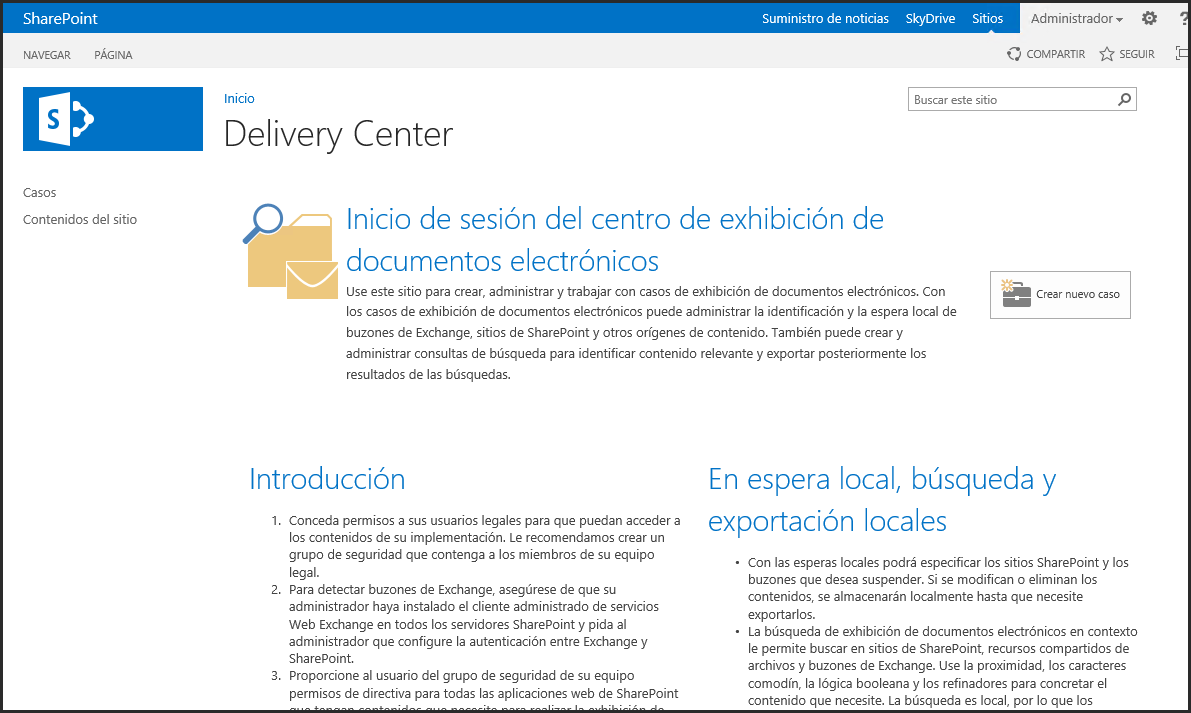 SharePoint
Suministro de noticias SkyDrive Sitios Administrador ?
NAVEGAR PÁGINA
COMPARTIR SEGUIR
S
Inicio
Buscar este sitio
Delivery Center
Casos
Contenidos del sitio
Inicio de sesión del centro de exhibición de
documentos electrónicos
Use este sitio para crear, administrar y trabajar con casos de exhibición de documentos electrónicos. Con
los casos de exhibición de documentos electrónicos puede administrar la identificación y la espera local de
buzones de Exchange, sitios de SharePoint y otros orígenes de contenido. También puede crear y
administrar consultas de búsqueda para identificar contenido relevante y exportar posteriormente los
resultados de las búsquedas.
Crear nuevo caso
Introducción
1. Conceda permisos a sus usuarios legales para que puedan acceder a
los contenidos de su implementación. Le recomendamos crear un
grupo de seguridad que contenga a los miembros de su equipo
legal.
2. Para detectar buzones de Exchange, asegúrese de que su
administrador haya instalado el cliente administrado de servicios
Web Exchange en todos los servidores SharePoint y pida al
administrador que configure la autenticación entre Exchange y
SharePoint.
3. Proporcione al usuario del grupo de seguridad de su equipo
permisos de directiva para todas las aplicaciones web de SharePoint
que tengan contenidos que necesite para realizar la exhibición de
En espera local, búsqueda y
exportación locales
• Con las esperas locales podrá especificar los sitios SharePoint y los
buzones que desea suspender. Si se modifican o eliminan los
contenidos, se almacenarán localmente hasta que necesite
exportarlos.
• La búsqueda de exhibición de documentos electrónicos en contexto
le permite buscar en sitios de SharePoint, recursos compartidos de
archivos y buzones de Exchange. Use la proximidad, los caracteres
comodín, la lógica booleana y los refinadores para concretar el
contenido que necesite. La búsqueda es local, por lo que los